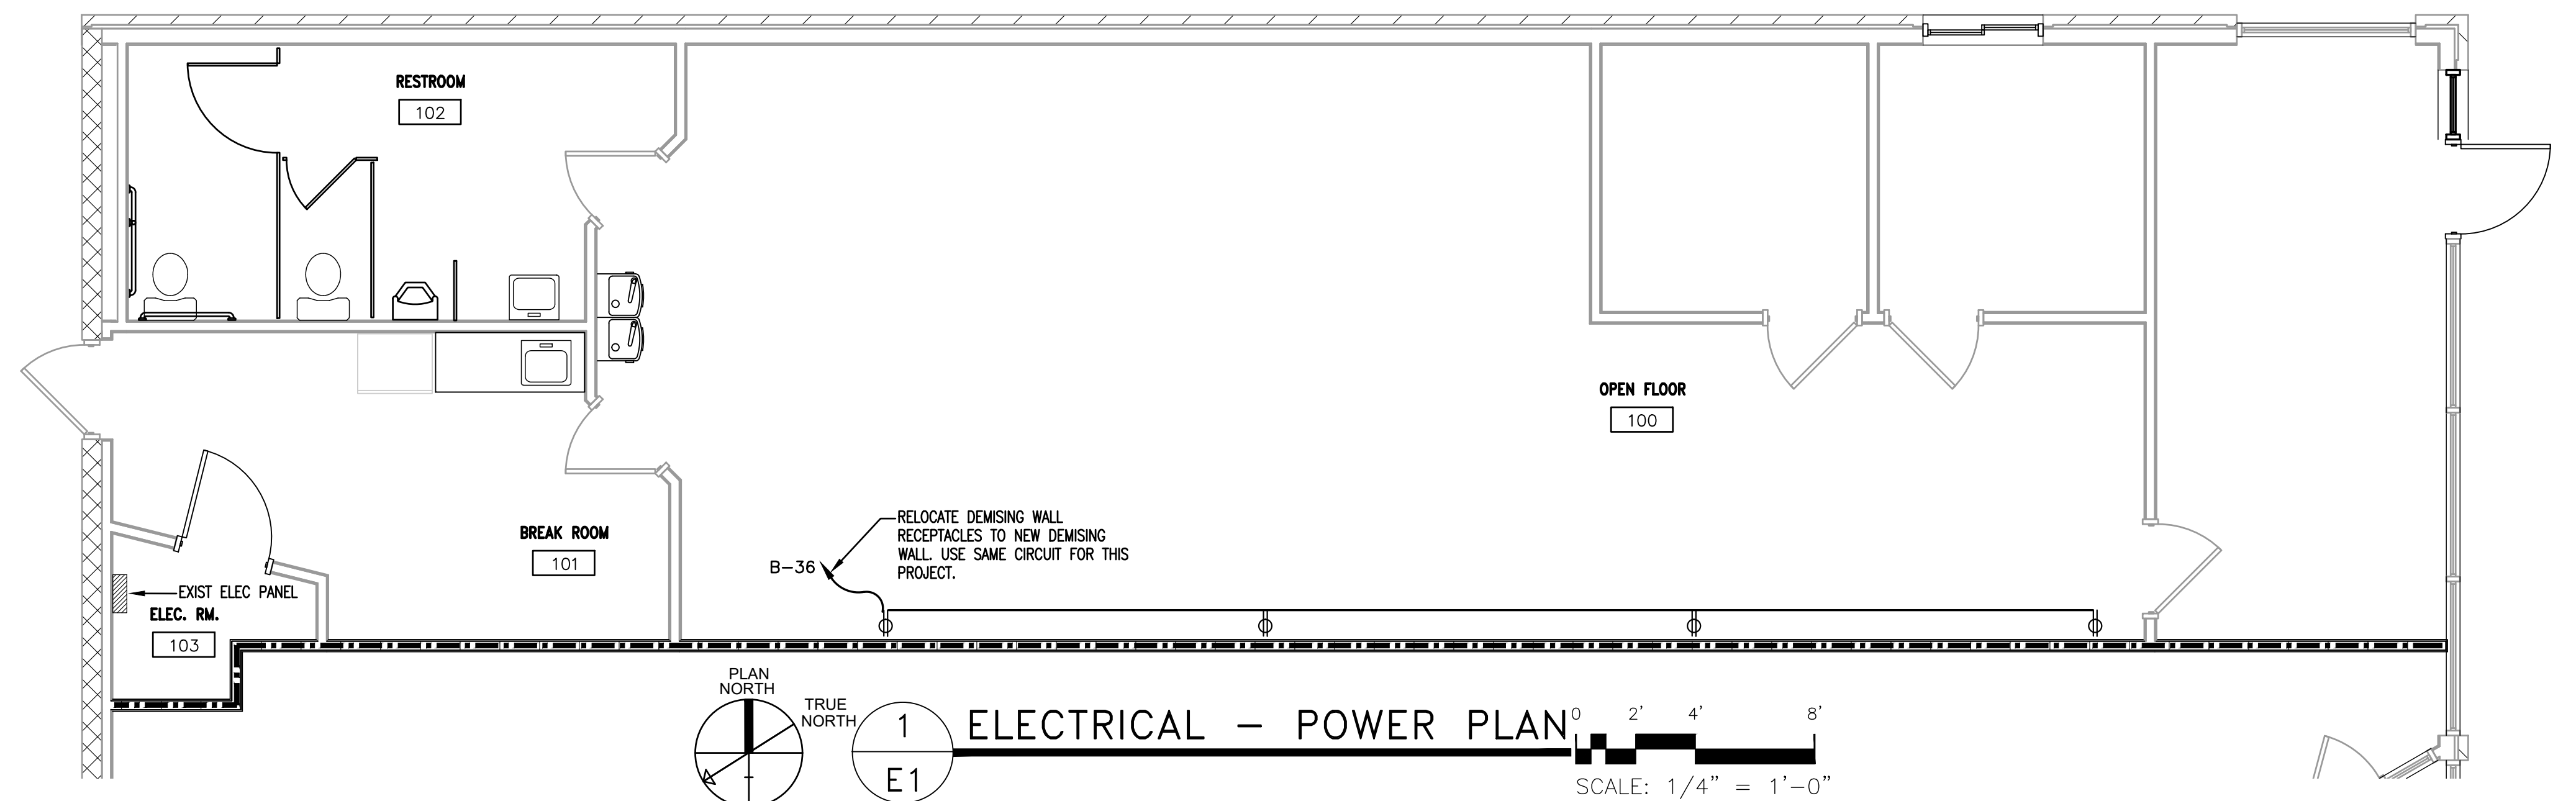 RESTROOM
102
OPEN FLOOR
100
RELOCATE DEMISING WALL
RECEPTACLES TO NEW DEMISING
WALL. USE SAME CIRCUIT FOR THIS
PROJECT.
B-36
BREAK ROOM
101
EXIST ELEC PANEL
ELEC. RM.
103
PLAN
NORTH
TRUE
NORTH
1
E1
ELECTRICAL - POWER PLAN
0 2' 4' 8'
SCALE: 1/4" = 1'-0"